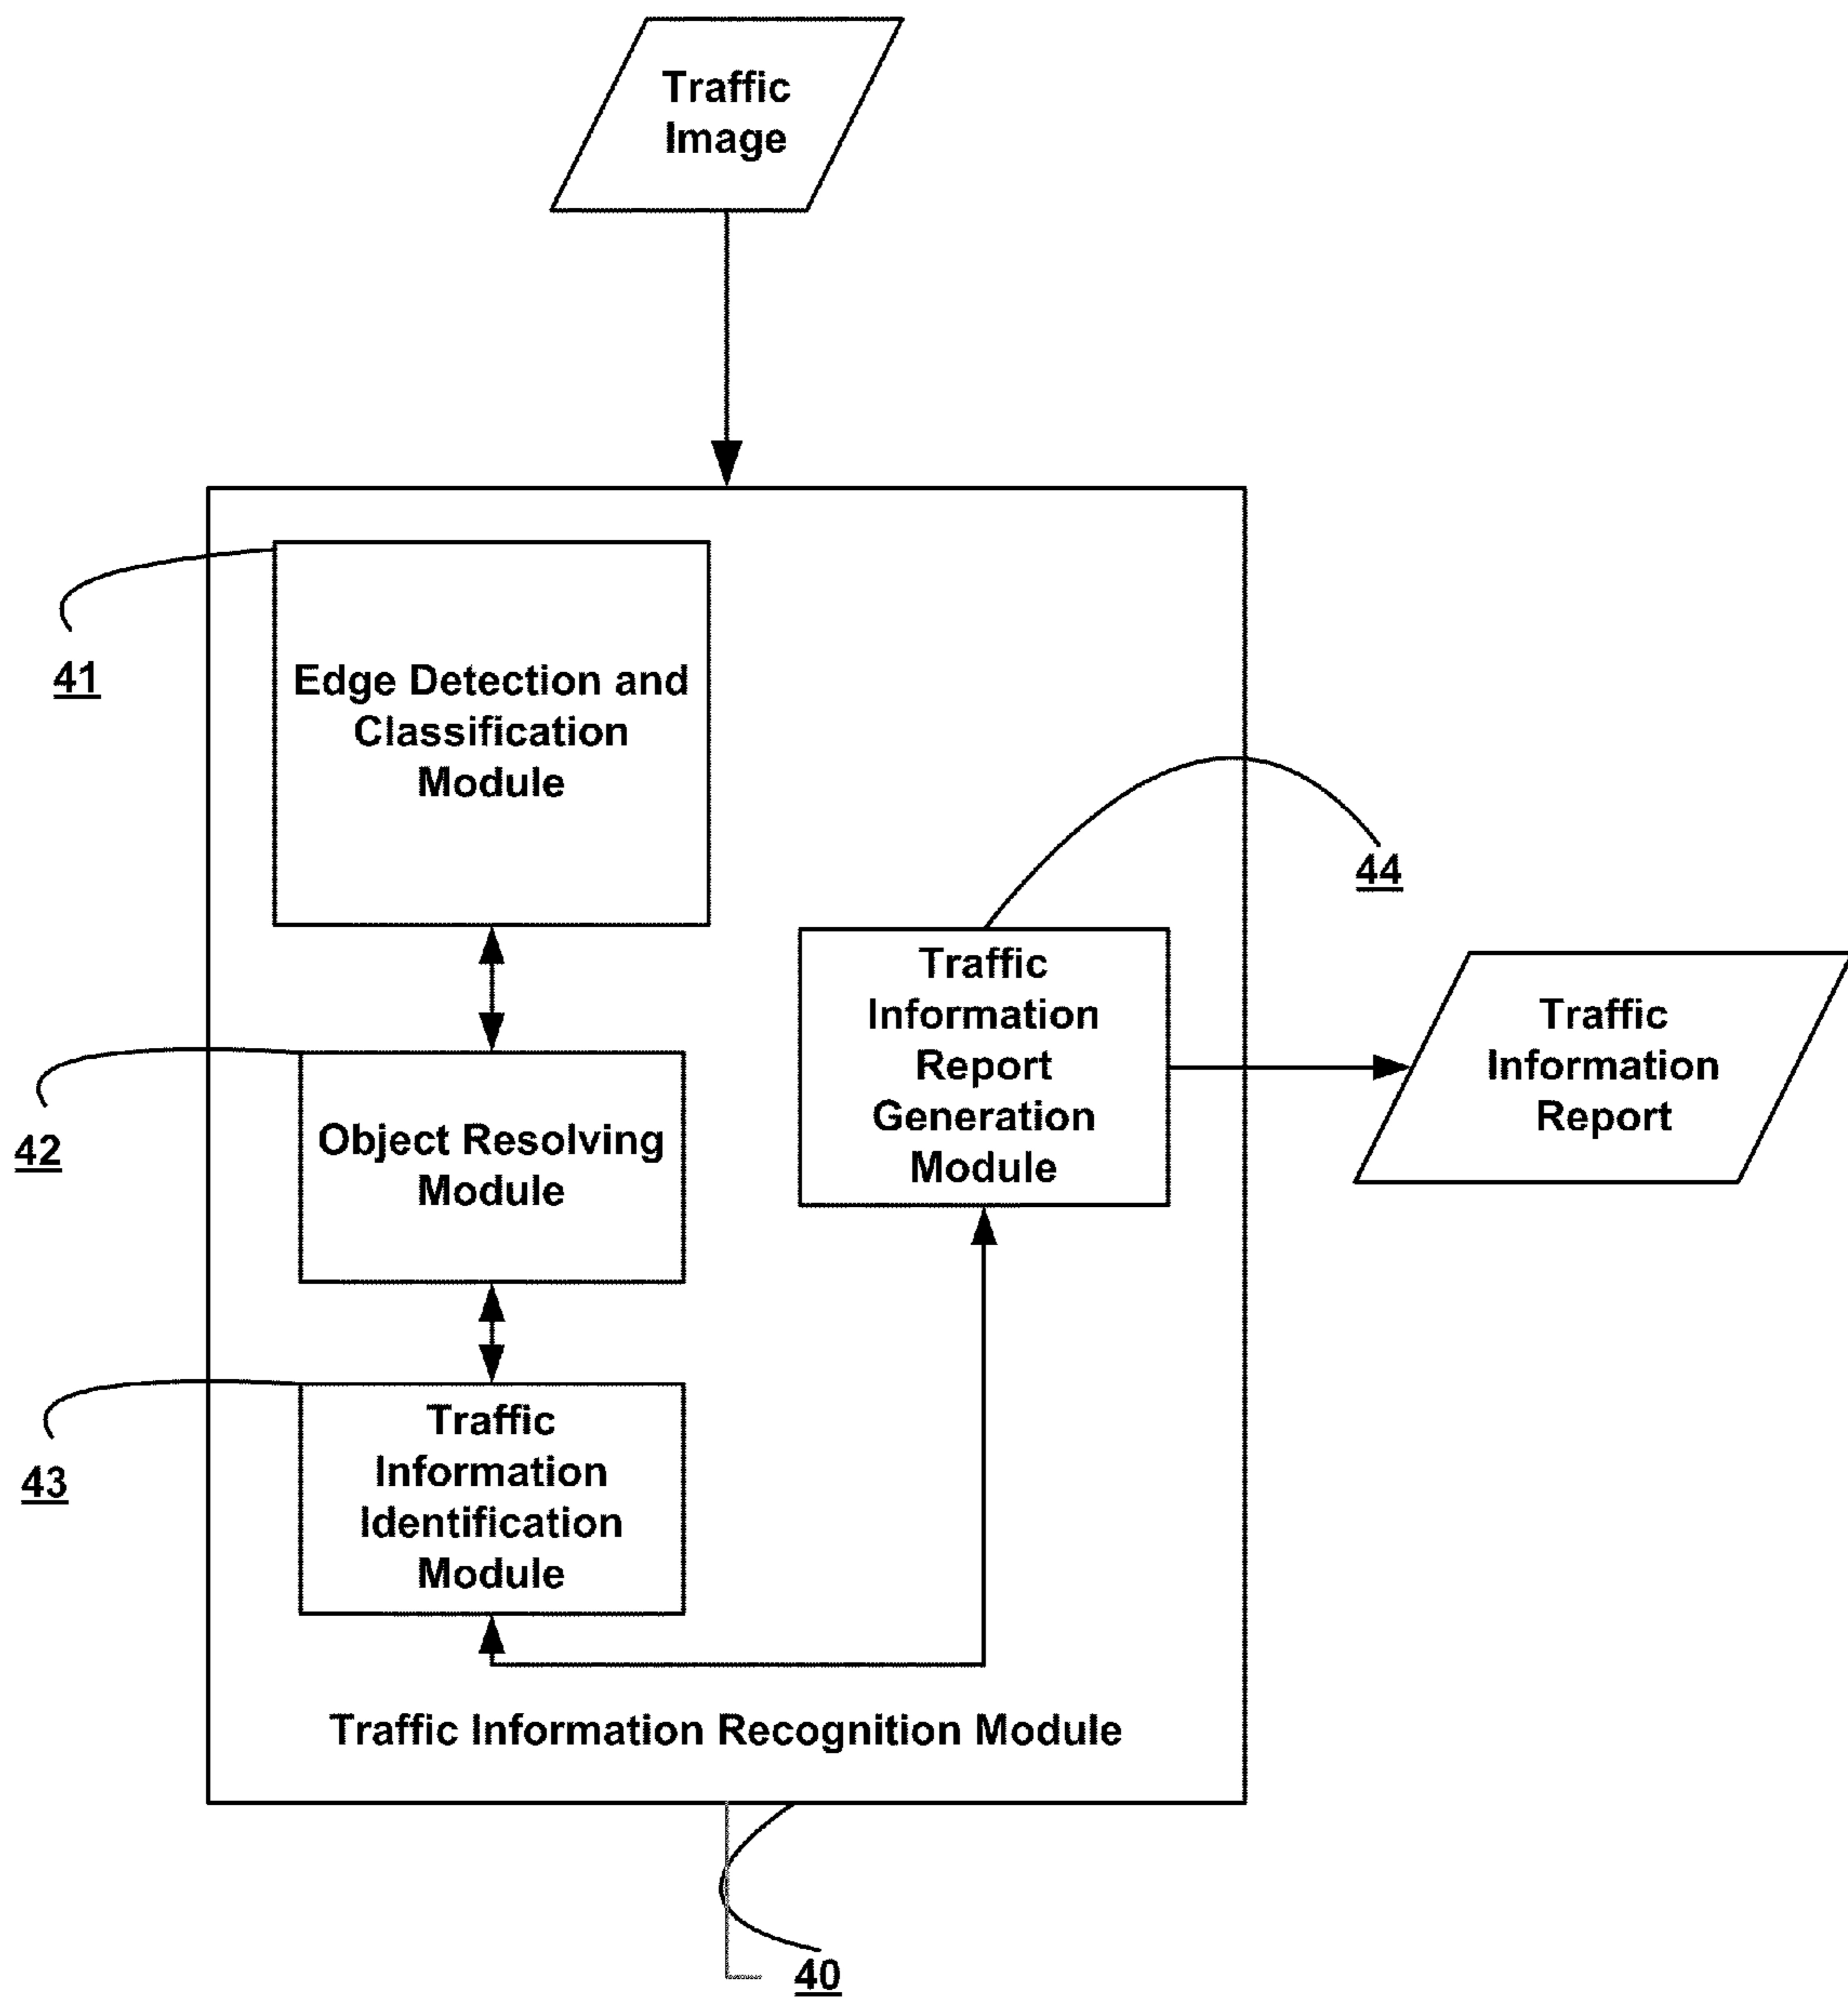 Traffic
Image
41
Edge Detection and
Classification
Module
44
Traffic
Information
Report
Generation
Module
Traffic
Information
Report
42
Object Resolving
Module
43
Traffic
Information
Identification
Module
Traffic Information Recognition Module
40